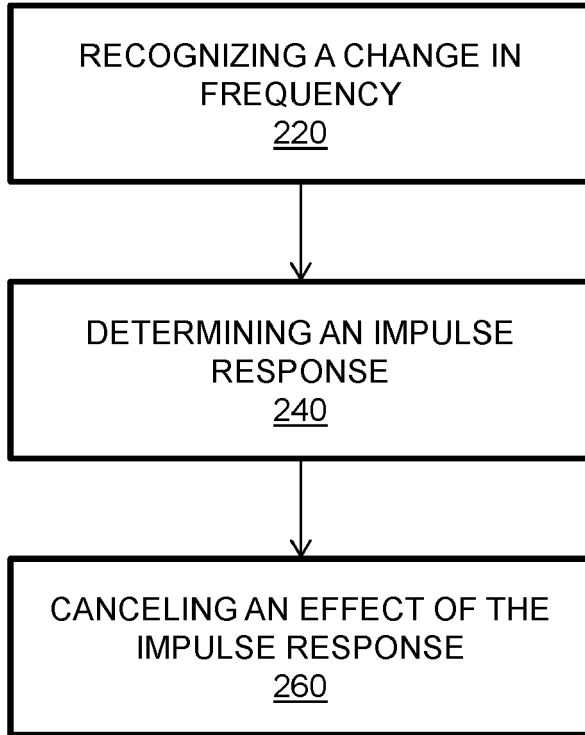 RECOGNIZING A CHANGE IN
FREQUENCY
220
DETERMINING AN IMPULSE
RESPONSE
240
CANCELING AN EFFECT OF THE
IMPULSE RESPONSE
260